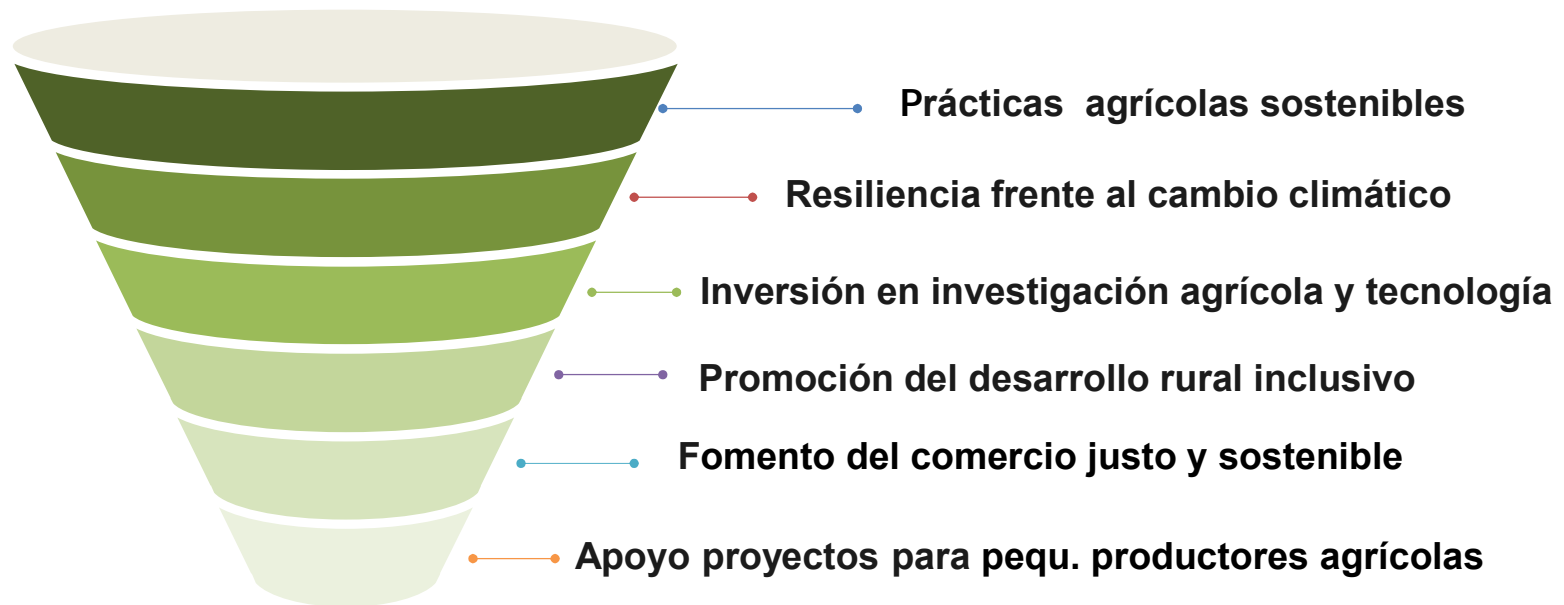 Prácticas  agrícolas sostenibles
Resiliencia frente al cambio climático
Inversión en investigación agrícola y tecnología
Promoción del desarrollo rural inclusivo
Fomento del comercio justo y sostenible
Apoyo proyectos para pequ. productores agrícolas